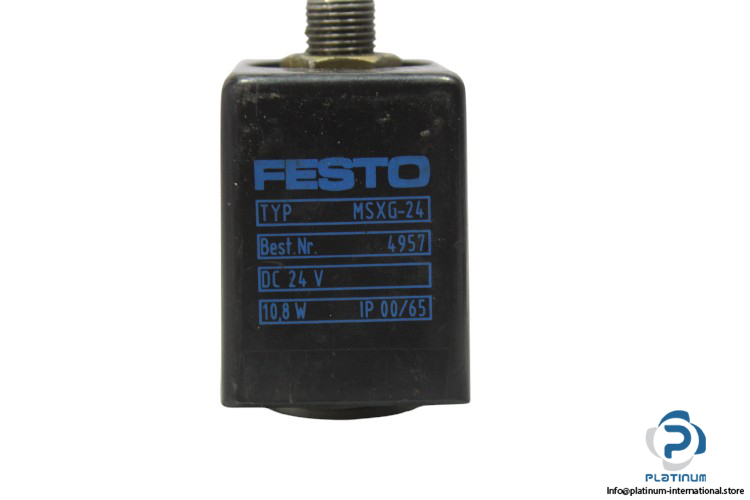 FESTO
TYP MSXG-24
Best.Nr. 4957
DC 24 V
10,8 W IP 00/65
PLATINUM
Info@platinum-international.store